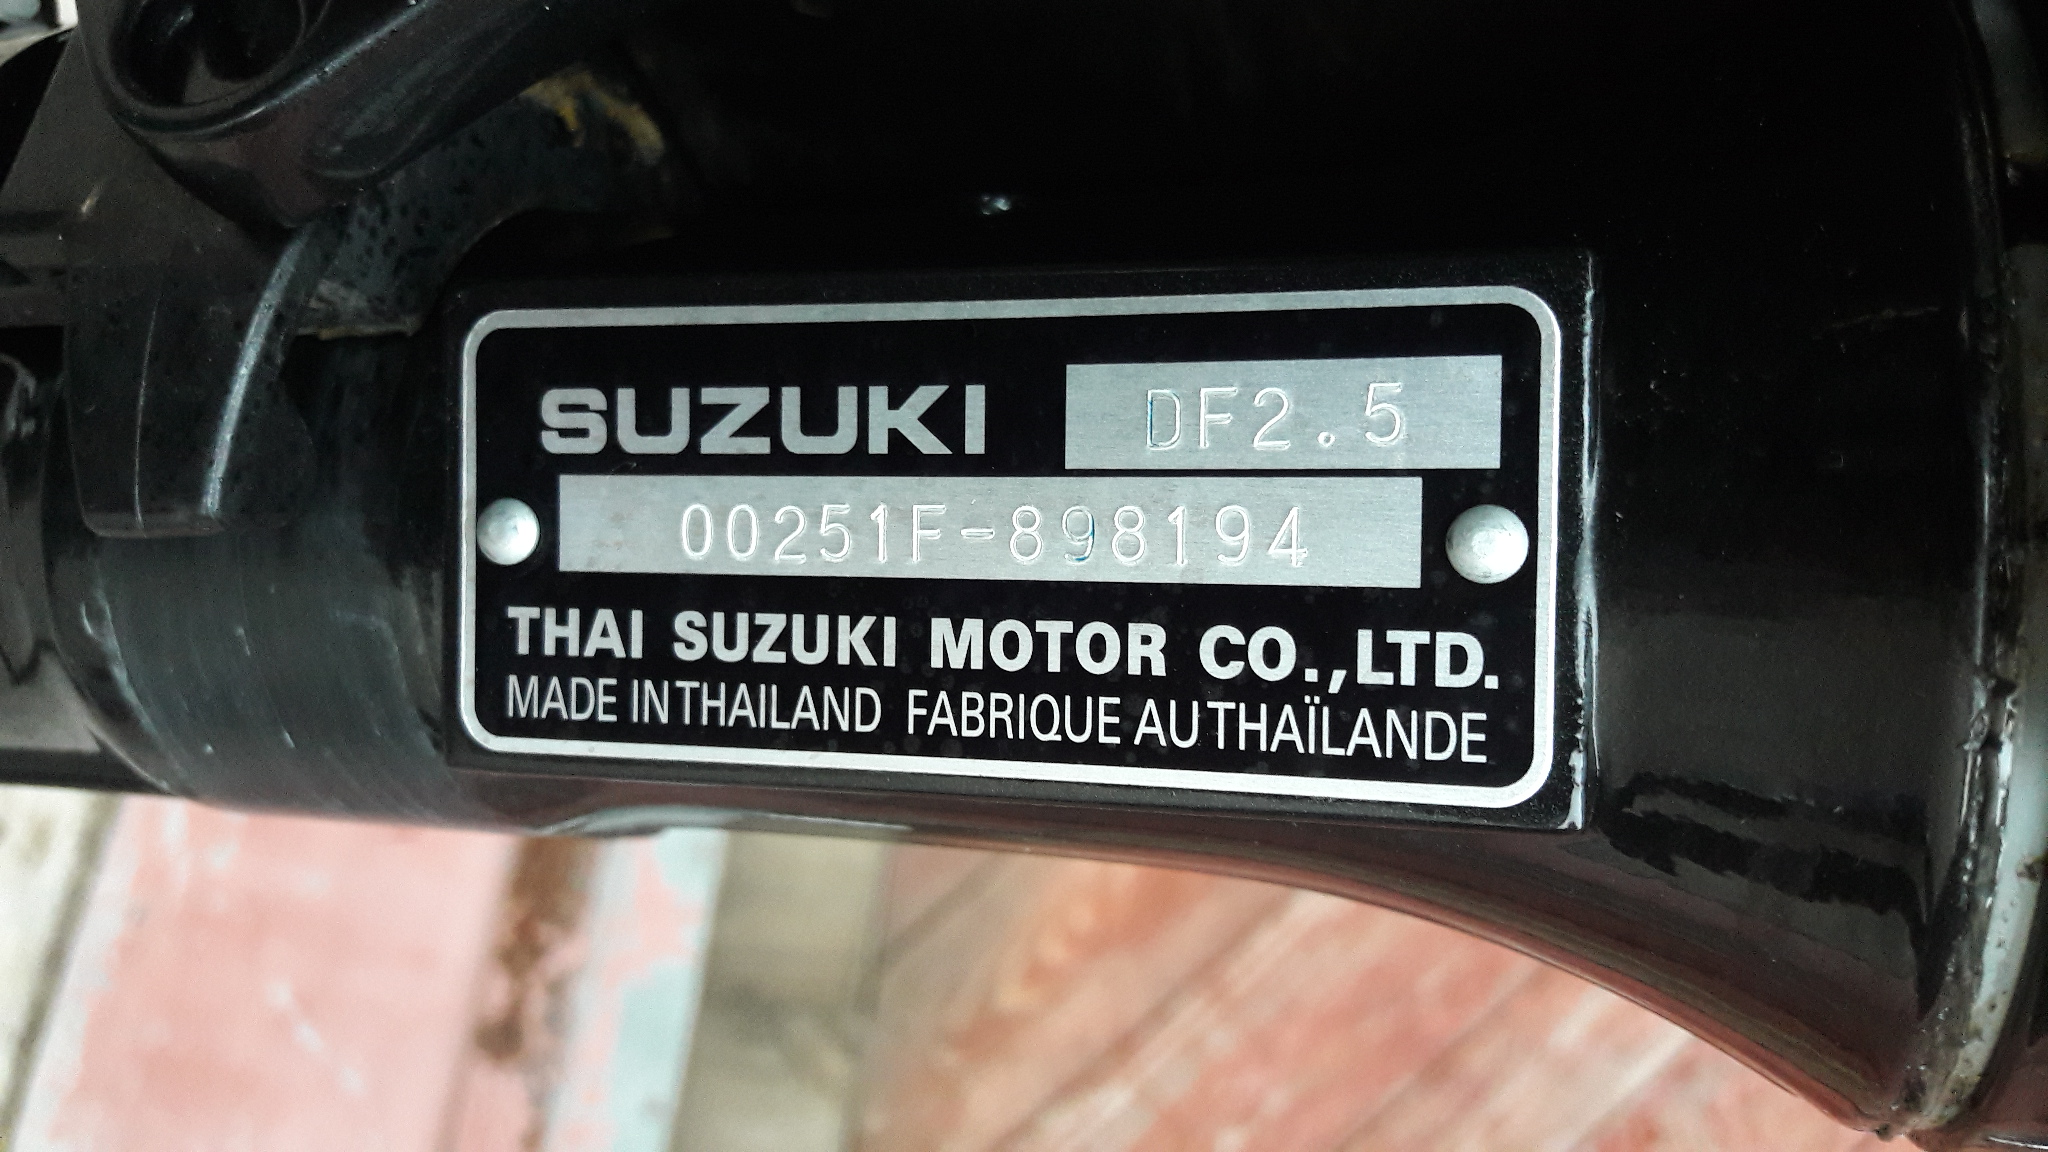 SUZUKI DF2.5
00251F-898194
THAI SUZUKI MOTOR CO.,LTD.
MADE IN THAILAND FABRIQUE AU THAÏLANDE